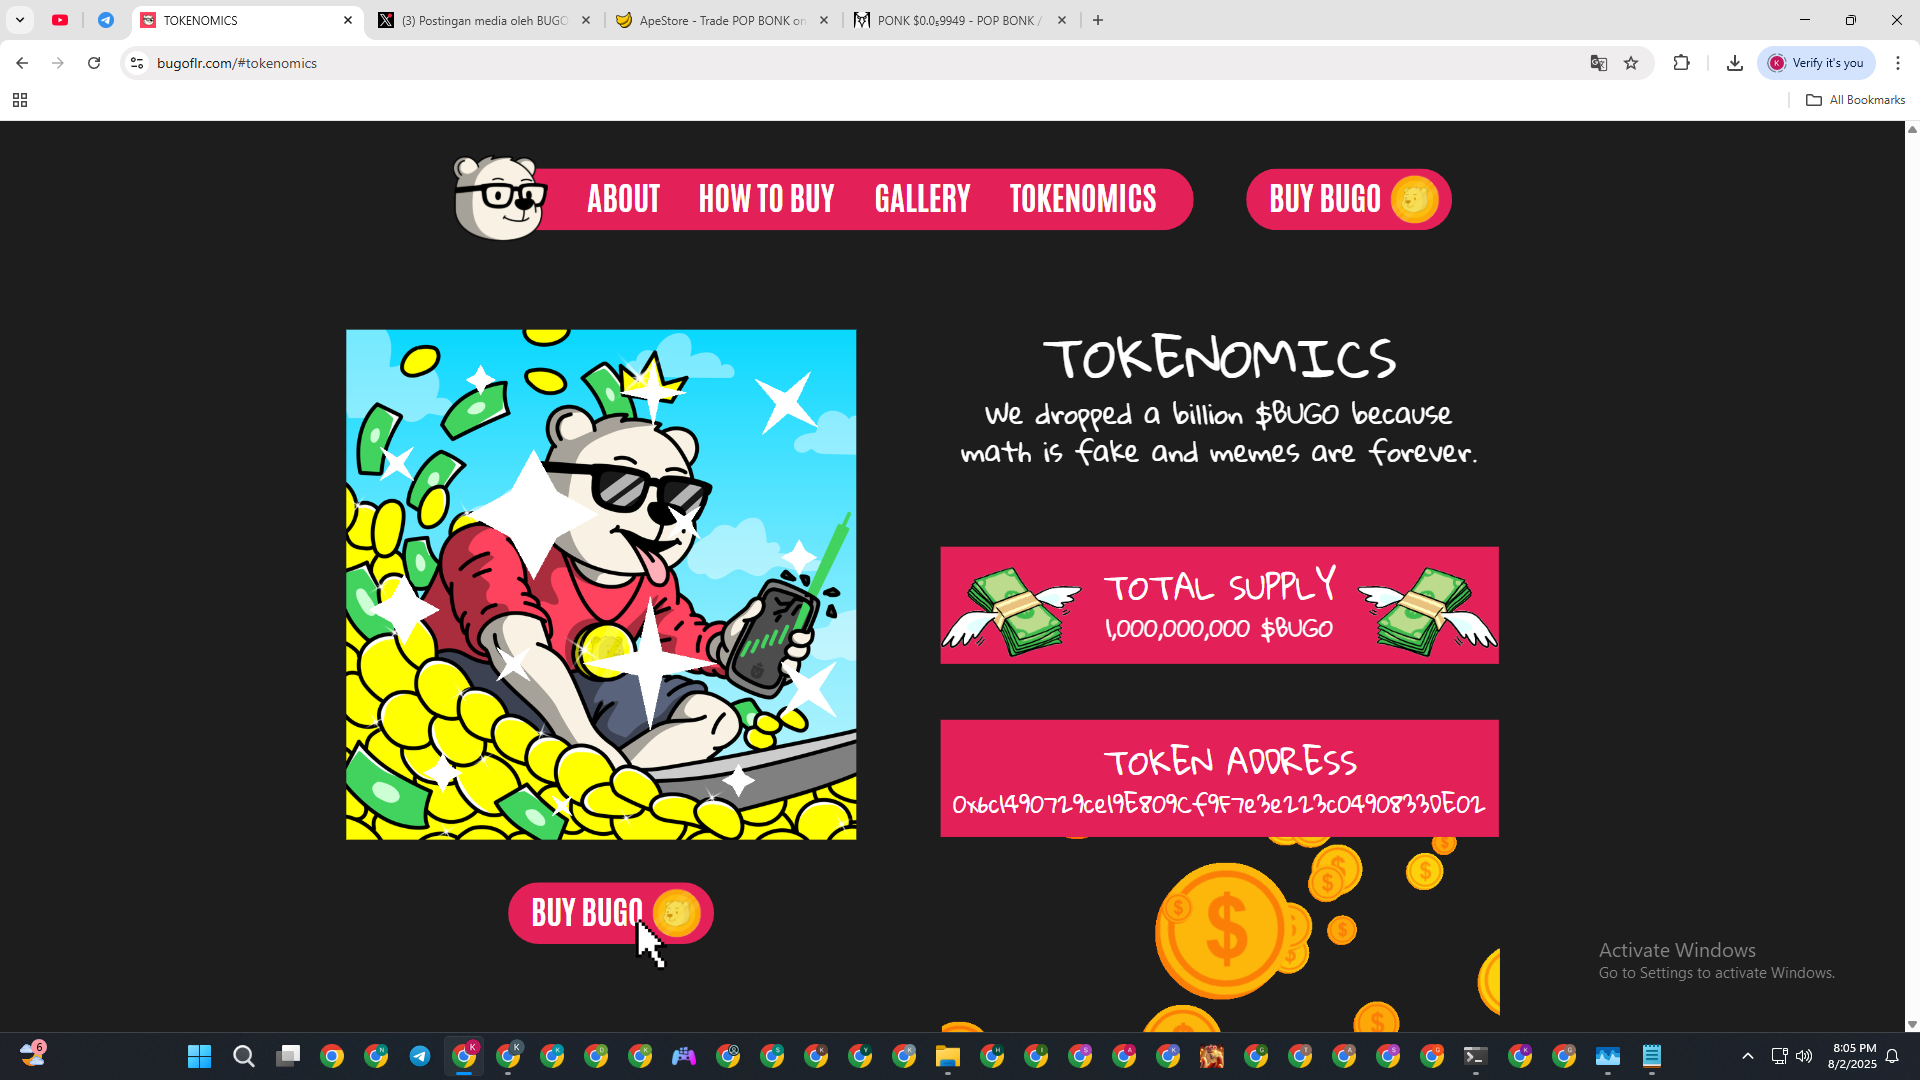 TOKENOMICS
(3) Postingan media oleh BUGO
ApeStore - Trade POP BONK on
PONK $0.0₅9949 - POP BONK /
bugoflr.com/#tokenomics
K
Verify it's you
All Bookmarks
ABOUT
HOW TO BUY
GALLERY
TOKENOMICS
BUY BUGO
TOKENOMICS
We dropped a billion $BUGO because
math is fake and memes are forever.
TOTAL SUPPLY
1,000,000,000 $BUGO
TOKEN ADDRESS
0x6c1490729ce19E809Cf9F7e3e223c0490833DE02
BUY BUGO
Activate Windows
Go to Settings to activate Windows.
6
8:05 PM
8/2/2025